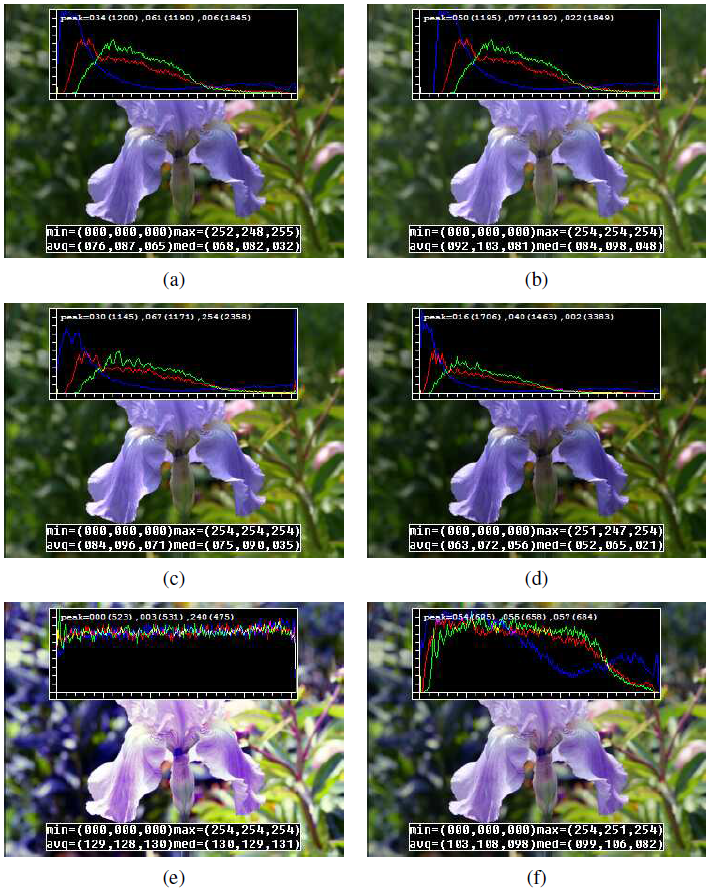 peak=034(1200),061(1190),006(1845)
min=(000,000,000)max=(252,248,255)
avg=(076,087,065)med=(068,082,032)
(a)
peak=050(1195),077(1192),022(1849)
min=(000,000,000)max=(254,254,254)
avg=(092,103,081)med=(084,098,048)
(b)
peak=030(1145),067(1171),254(2358)
min=(000,000,000)max=(254,254,254)
avg=(084,096,071)med=(075,090,035)
(c)
peak=016(1706),040(1463),002(3383)
min=(000,000,000)max=(251,247,254)
avg=(063,072,056)med=(052,065,021)
(d)
peak=000(523),003(531),240(475)
min=(000,000,000)max=(254,254,254)
avg=(129,128,130)med=(130,129,131)
(e)
peak=054(695),056(658),057(684)
min=(000,000,000)max=(254,251,254)
avg=(103,108,098)med=(099,106,082)
(f)